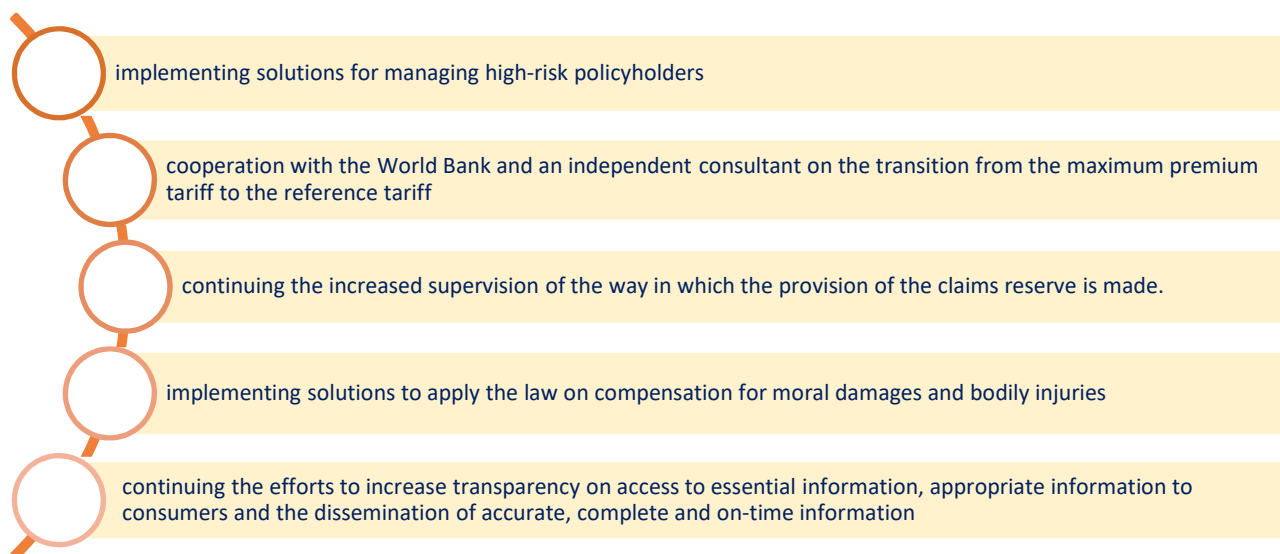 implementing solutions for managing high-risk policyholders
cooperation with the World Bank and an independent consultant on the transition from the maximum premium
tariff to the reference tariff
continuing the increased supervision of the way in which the provision of the claims reserve is made.
implementing solutions to apply the law on compensation for moral damages and bodily injuries
continuing the efforts to increase transparency on access to essential information, appropriate information to
consumers and the dissemination of accurate, complete and on-time information